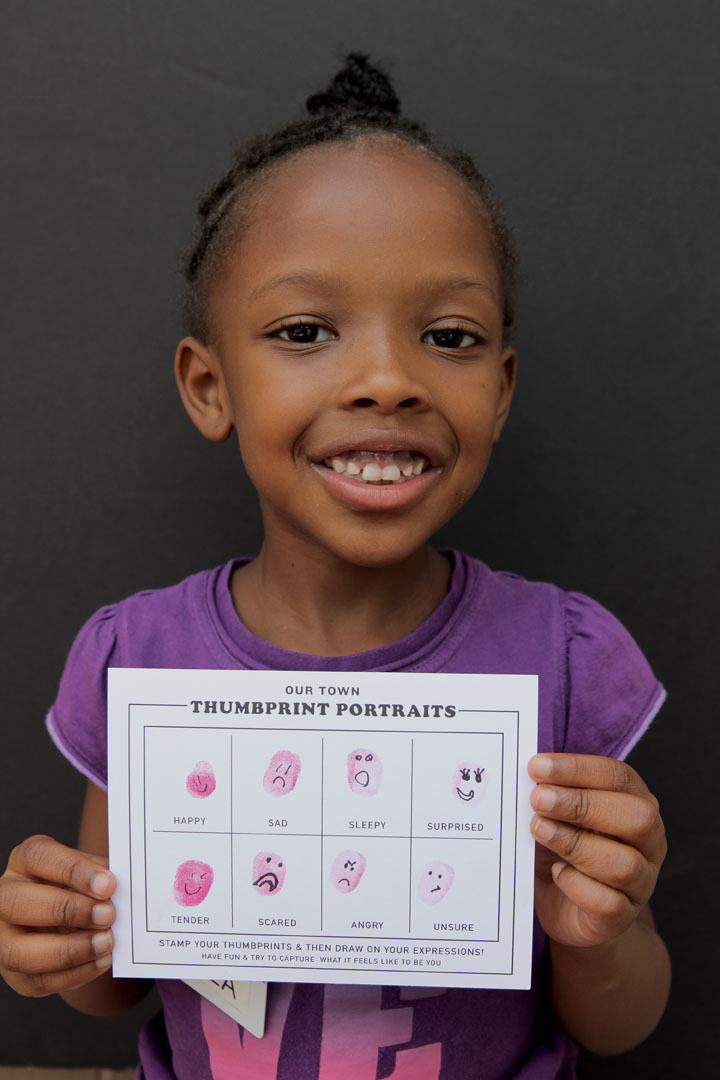 OUR TOWN
THUMBPRINT PORTRAITS
HAPPY
SAD
SLEEPY
SURPRISED
TENDER
SCARED
ANGRY
UNSURE
STAMP YOUR THUMBPRINTS & THEN DRAW ON YOUR EXPRESSIONS!
HAVE FUN & TRY TO CAPTURE WHAT IT FEELS LIKE TO BE YOU